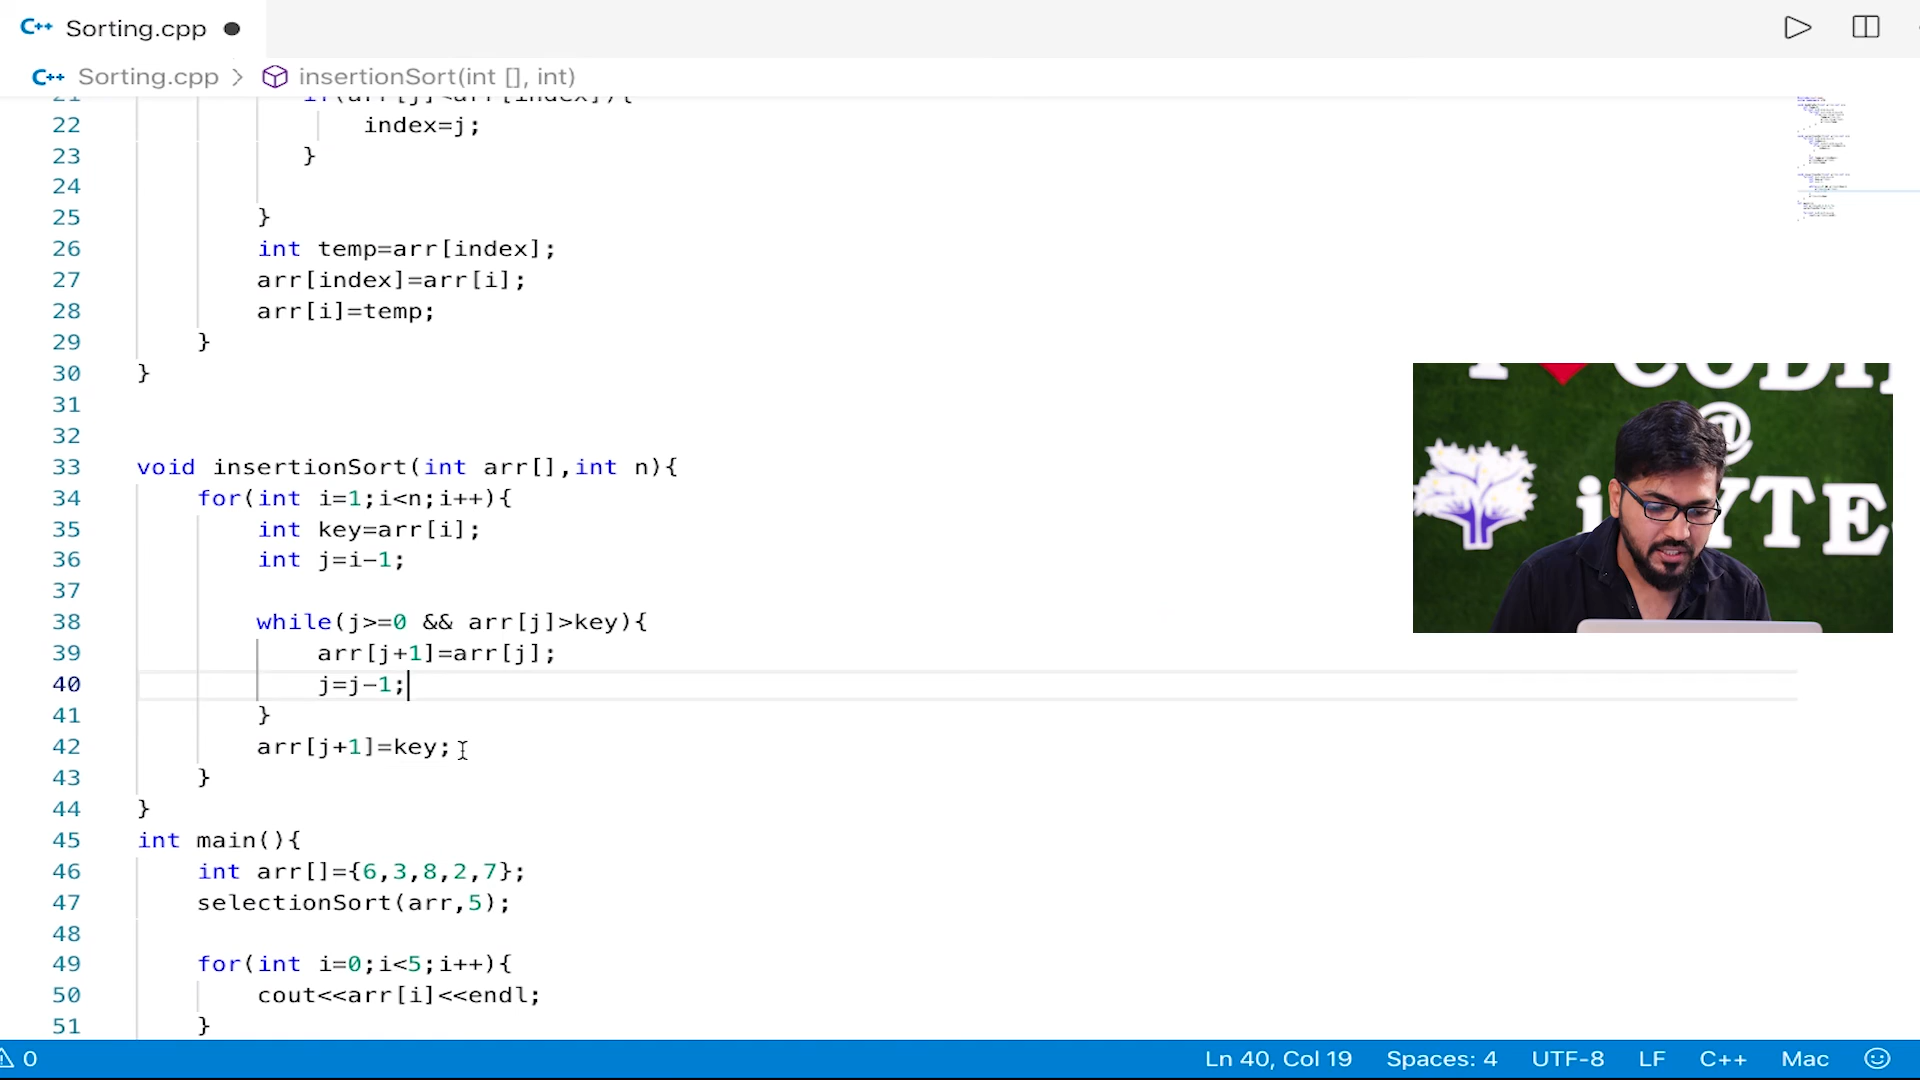 C++ Sorting.cpp
C++ Sorting.cpp > insertionSort(int [], int)
21 if(arr[j]<arr[index]){
22 index=j;
23 }
24
25 }
26 int temp=arr[index];
27 arr[index]=arr[i];
28 arr[i]=temp;
29 }
30 }
31
32
33 void insertionSort(int arr[],int n){
34 for(int i=1;i<n;i++){
35 int key=arr[i];
36 int j=i-1;
37
38 while(j>=0 && arr[j]>key){
39 arr[j+1]=arr[j];
40 j=j-1;
41 }
42 arr[j+1]=key;
43 }
44 }
45 int main(){
46 int arr[]={6,3,8,2,7};
47 selectionSort(arr,5);
48
49 for(int i=0;i<5;i++){
50 cout<<arr[i]<<endl;
51 }
@
0 Ln 40, Col 19 Spaces: 4 UTF-8 LF C++ Mac